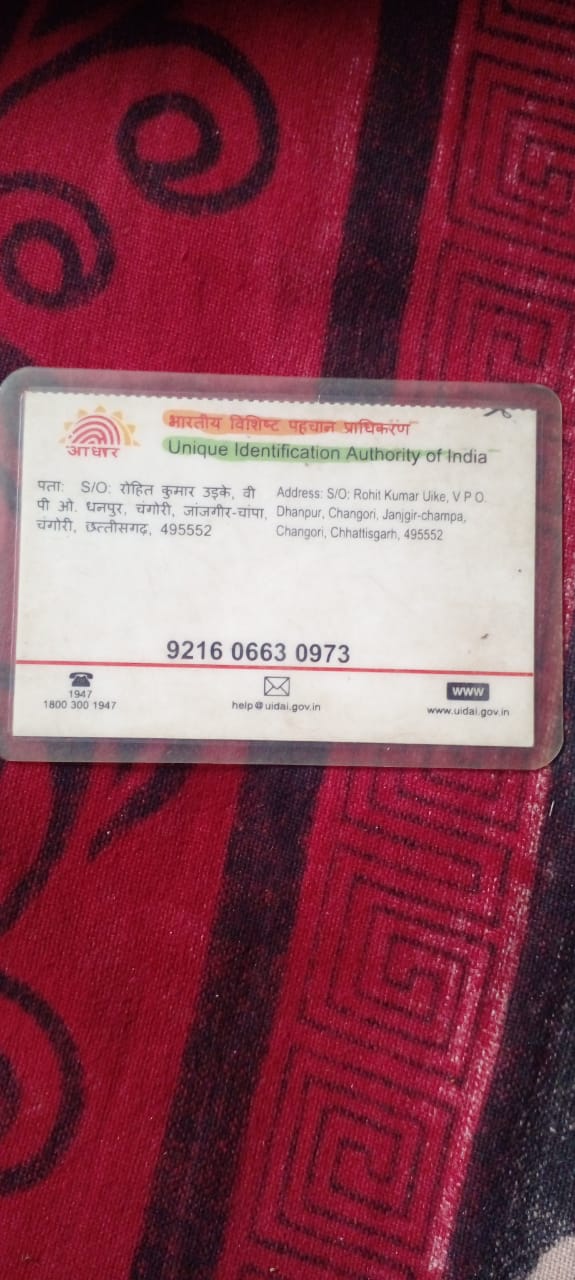 आधार
भारतीय विशिष्ट पहचान प्राधिकरण
Unique Identification Authority of India
पता: S/O: रोहित कुमार उइके, वी
पी ओ. धनपुर, चंगोरी, जांजगीर-चांपा,
चंगोरी, छत्तीसगढ़, 495552
Address: S/O: Rohit Kumar Uike, V P O.
Dhanpur, Changori, Janjgir-champa,
Changori, Chhattisgarh, 495552
9216 0663 0973
1947
1800 300 1947
help@uidai.gov.in
www
www.uidai.gov.in